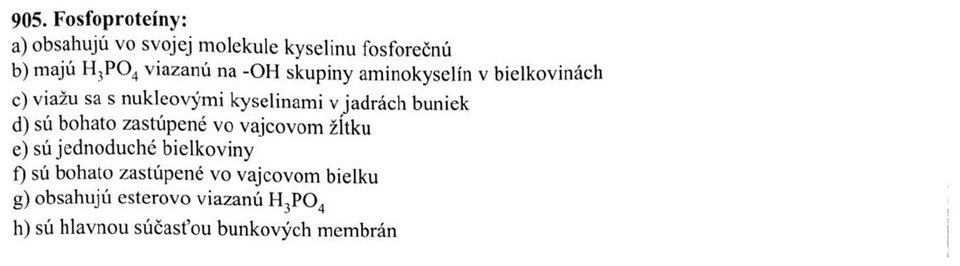 905. Fosfoproteíny:
a) obsahujú vo svojej molekule kyselinu fosforečnú
b) majú H₃PO₄ viazanú na -OH skupiny aminokyselín v bielkovinách
c) viažu sa s nukleovými kyselinami v jadrách buniek
d) sú bohato zastúpené vo vajcovom žĺtku
e) sú jednoduché bielkoviny
f) sú bohato zastúpené vo vajcovom bielku
g) obsahujú esterovo viazanú H₃PO₄
h) sú hlavnou súčasťou bunkových membrán